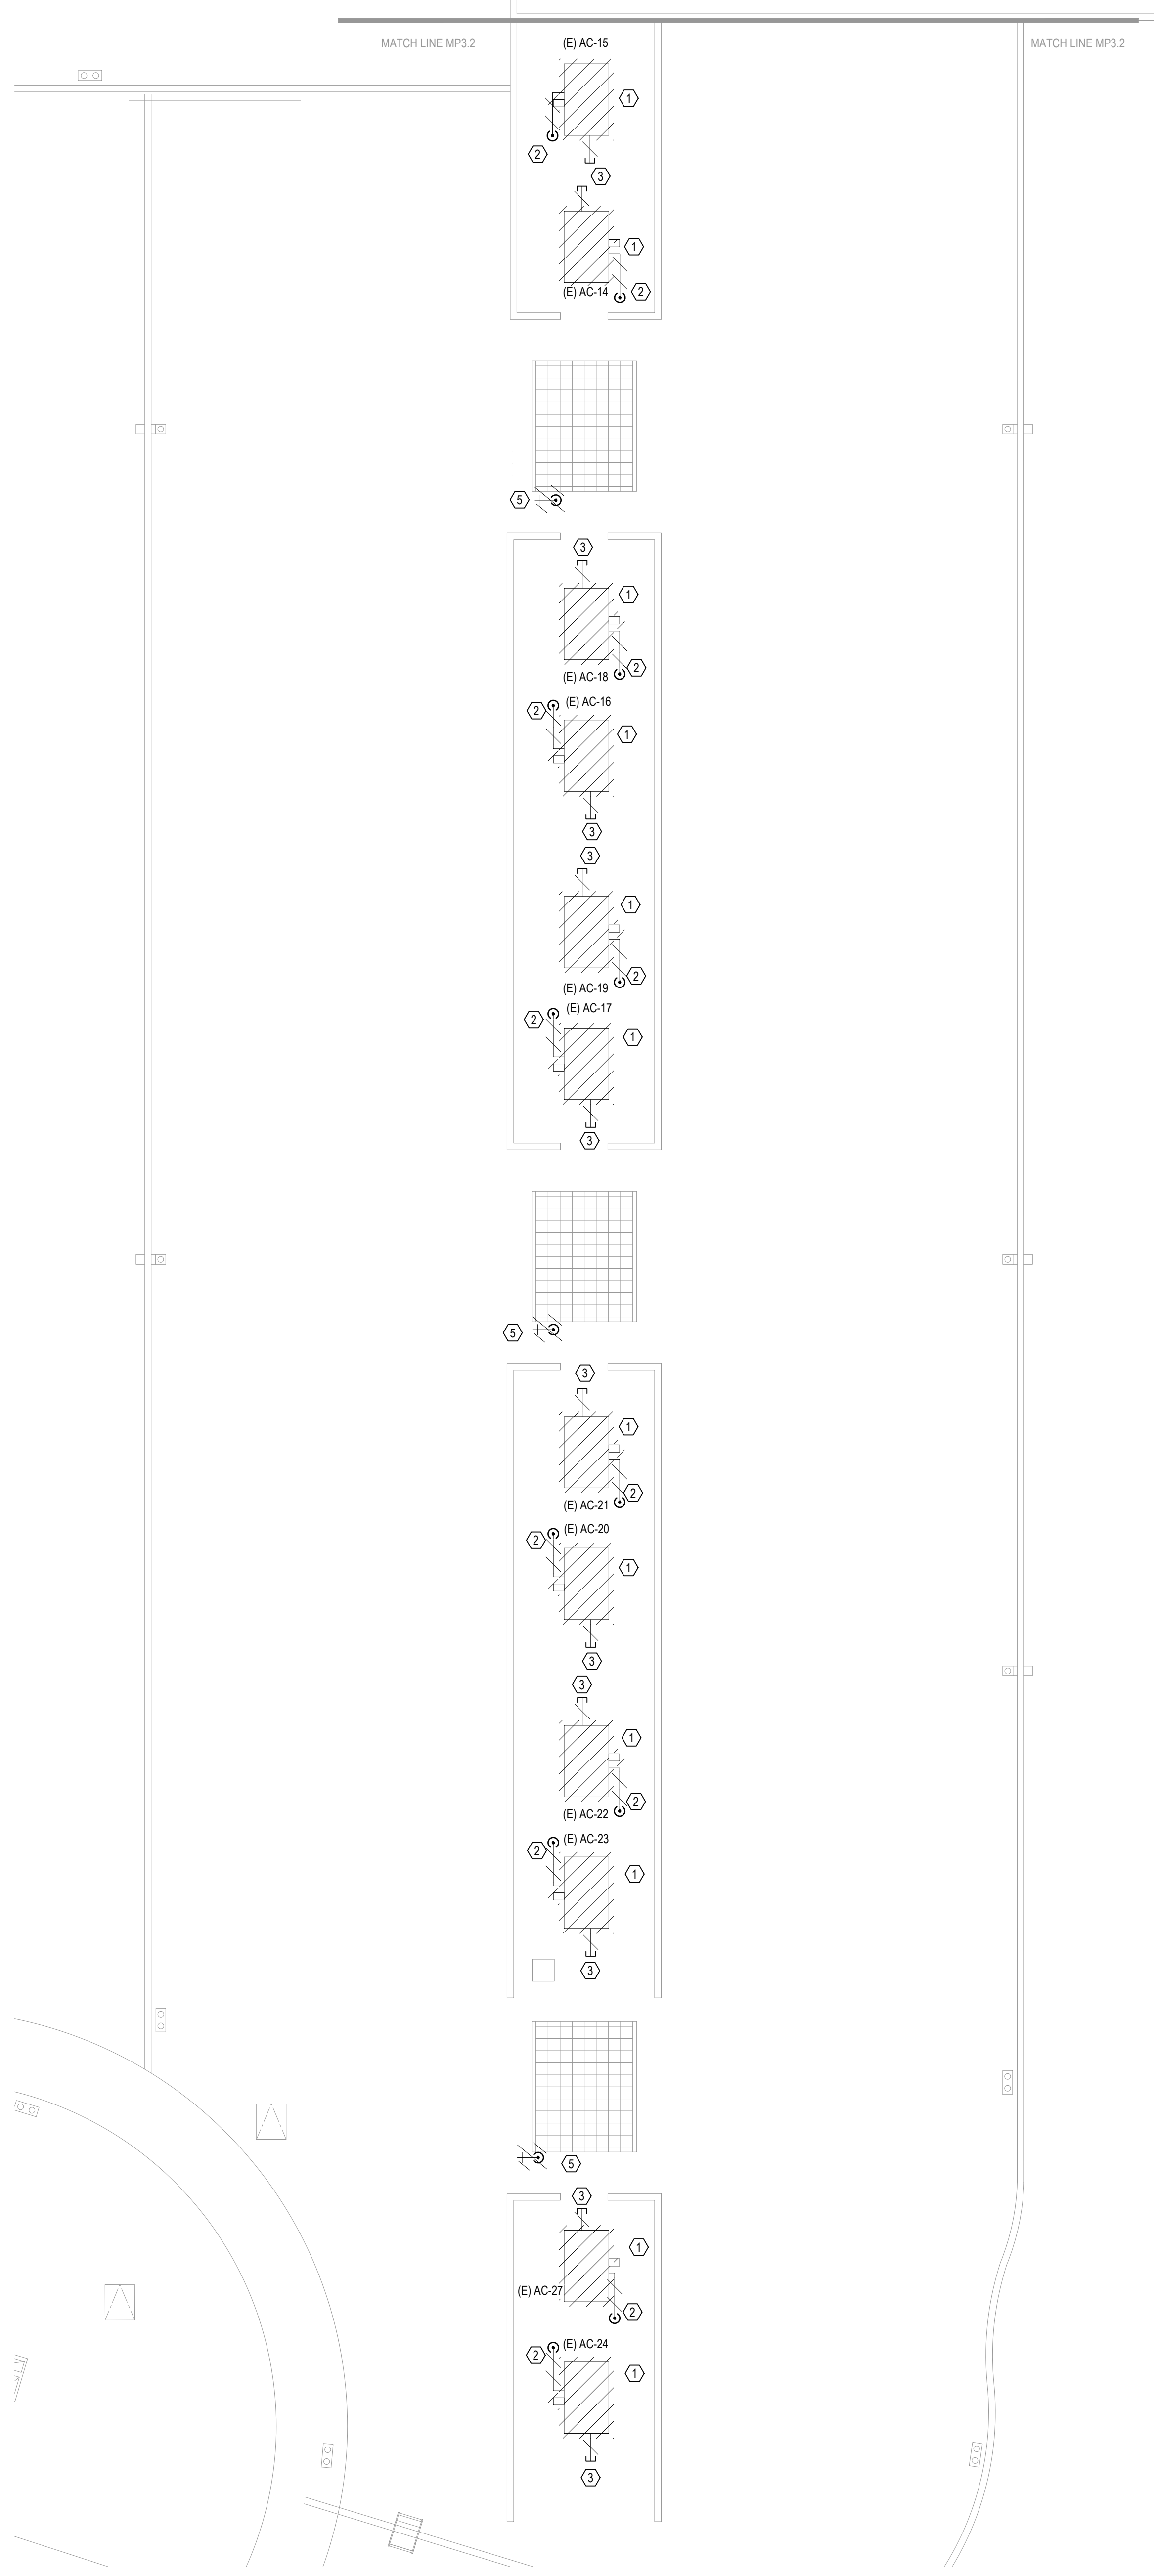 MATCH LINE MP3.2
(E) AC-15
MATCH LINE MP3.2
1
2
3
1
2
(E) AC-14
5
3
1
2
(E) AC-18
(E) AC-16
2
1
3
3
1
2
(E) AC-19
(E) AC-17
2
1
3
5
3
1
2
(E) AC-21
(E) AC-20
2
1
3
3
1
2
(E) AC-22
(E) AC-23
2
1
3
5
3
1
(E) AC-27
2
(E) AC-24
2
1
3